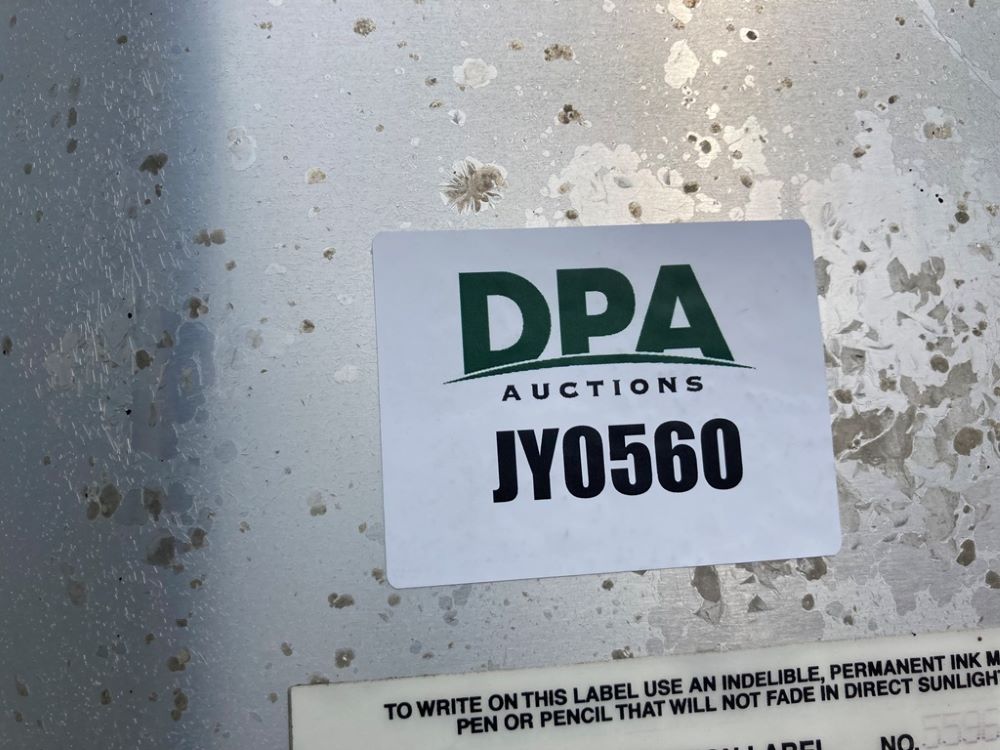 DPA
AUCTIONS
JY0560
TO WRITE ON THIS LABEL USE AN INDELIBLE, PERMANENT INK
PEN OR PENCIL THAT WILL NOT FADE IN DIRECT SUNLIGHT
LABEL NO.